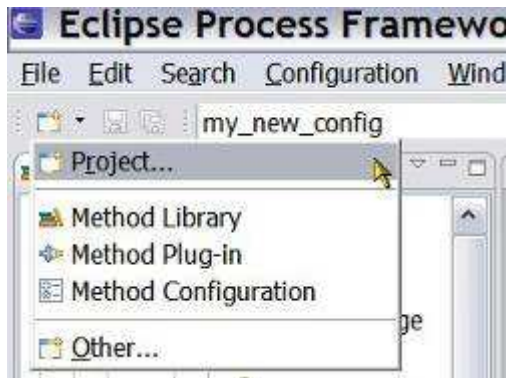 Eclipse Process Framewo
File Edit Search Configuration Wind
my_new_config
Project...
Method Library
Method Plug-in
Method Configuration
ge
Other...